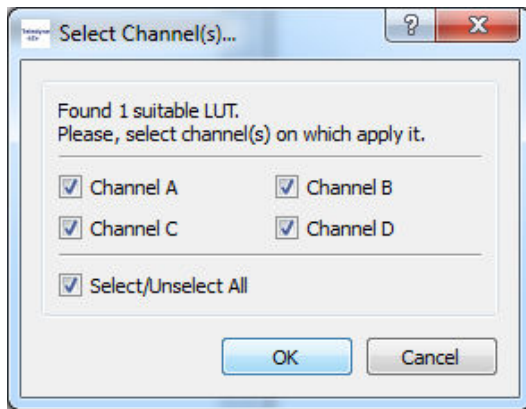 Select Channel(s)...
?
X
Found 1 suitable LUT.
Please, select channel(s) on which apply it.
Channel A
Channel B
Channel C
Channel D
Select/Unselect All
OK
Cancel